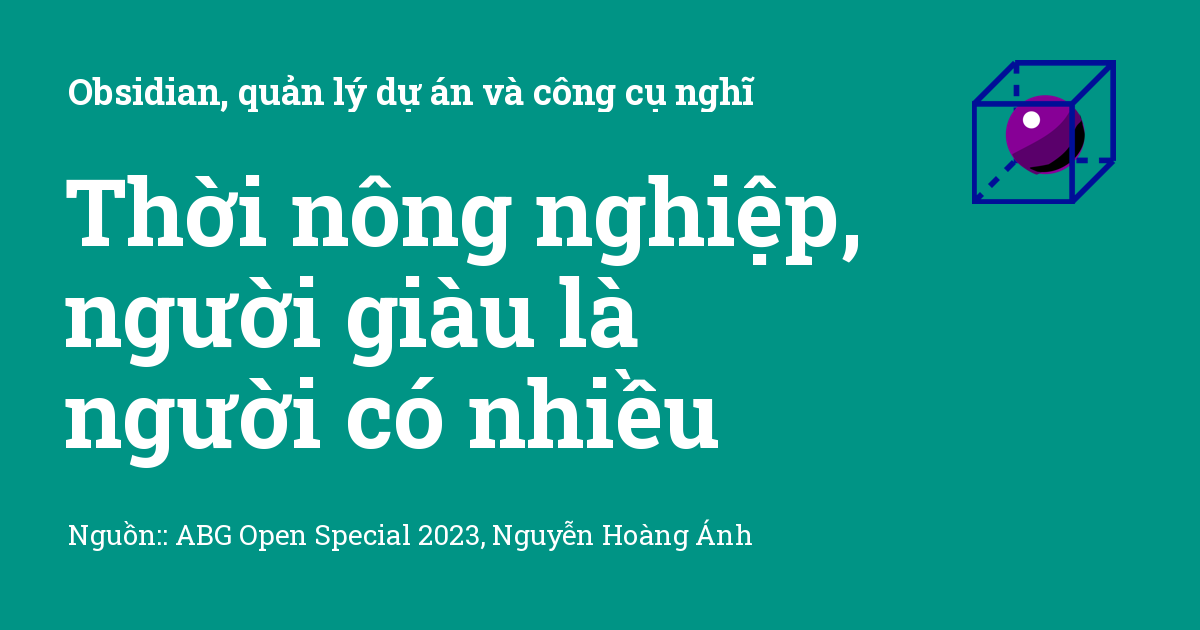 Obsidian, quản lý dự án và công cụ nghĩ
Thời nông nghiệp,
người giàu là
người có nhiều
Nguồn:: ABG Open Special 2023, Nguyễn Hoàng Ánh